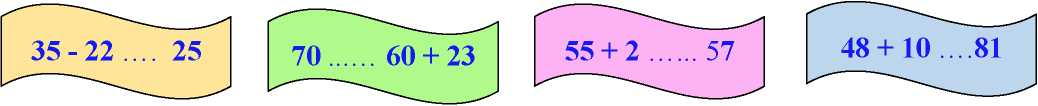 35 - 22 .... 25
70 ...... 60 + 23
55 + 2 ...... 57
48 + 10 ....81